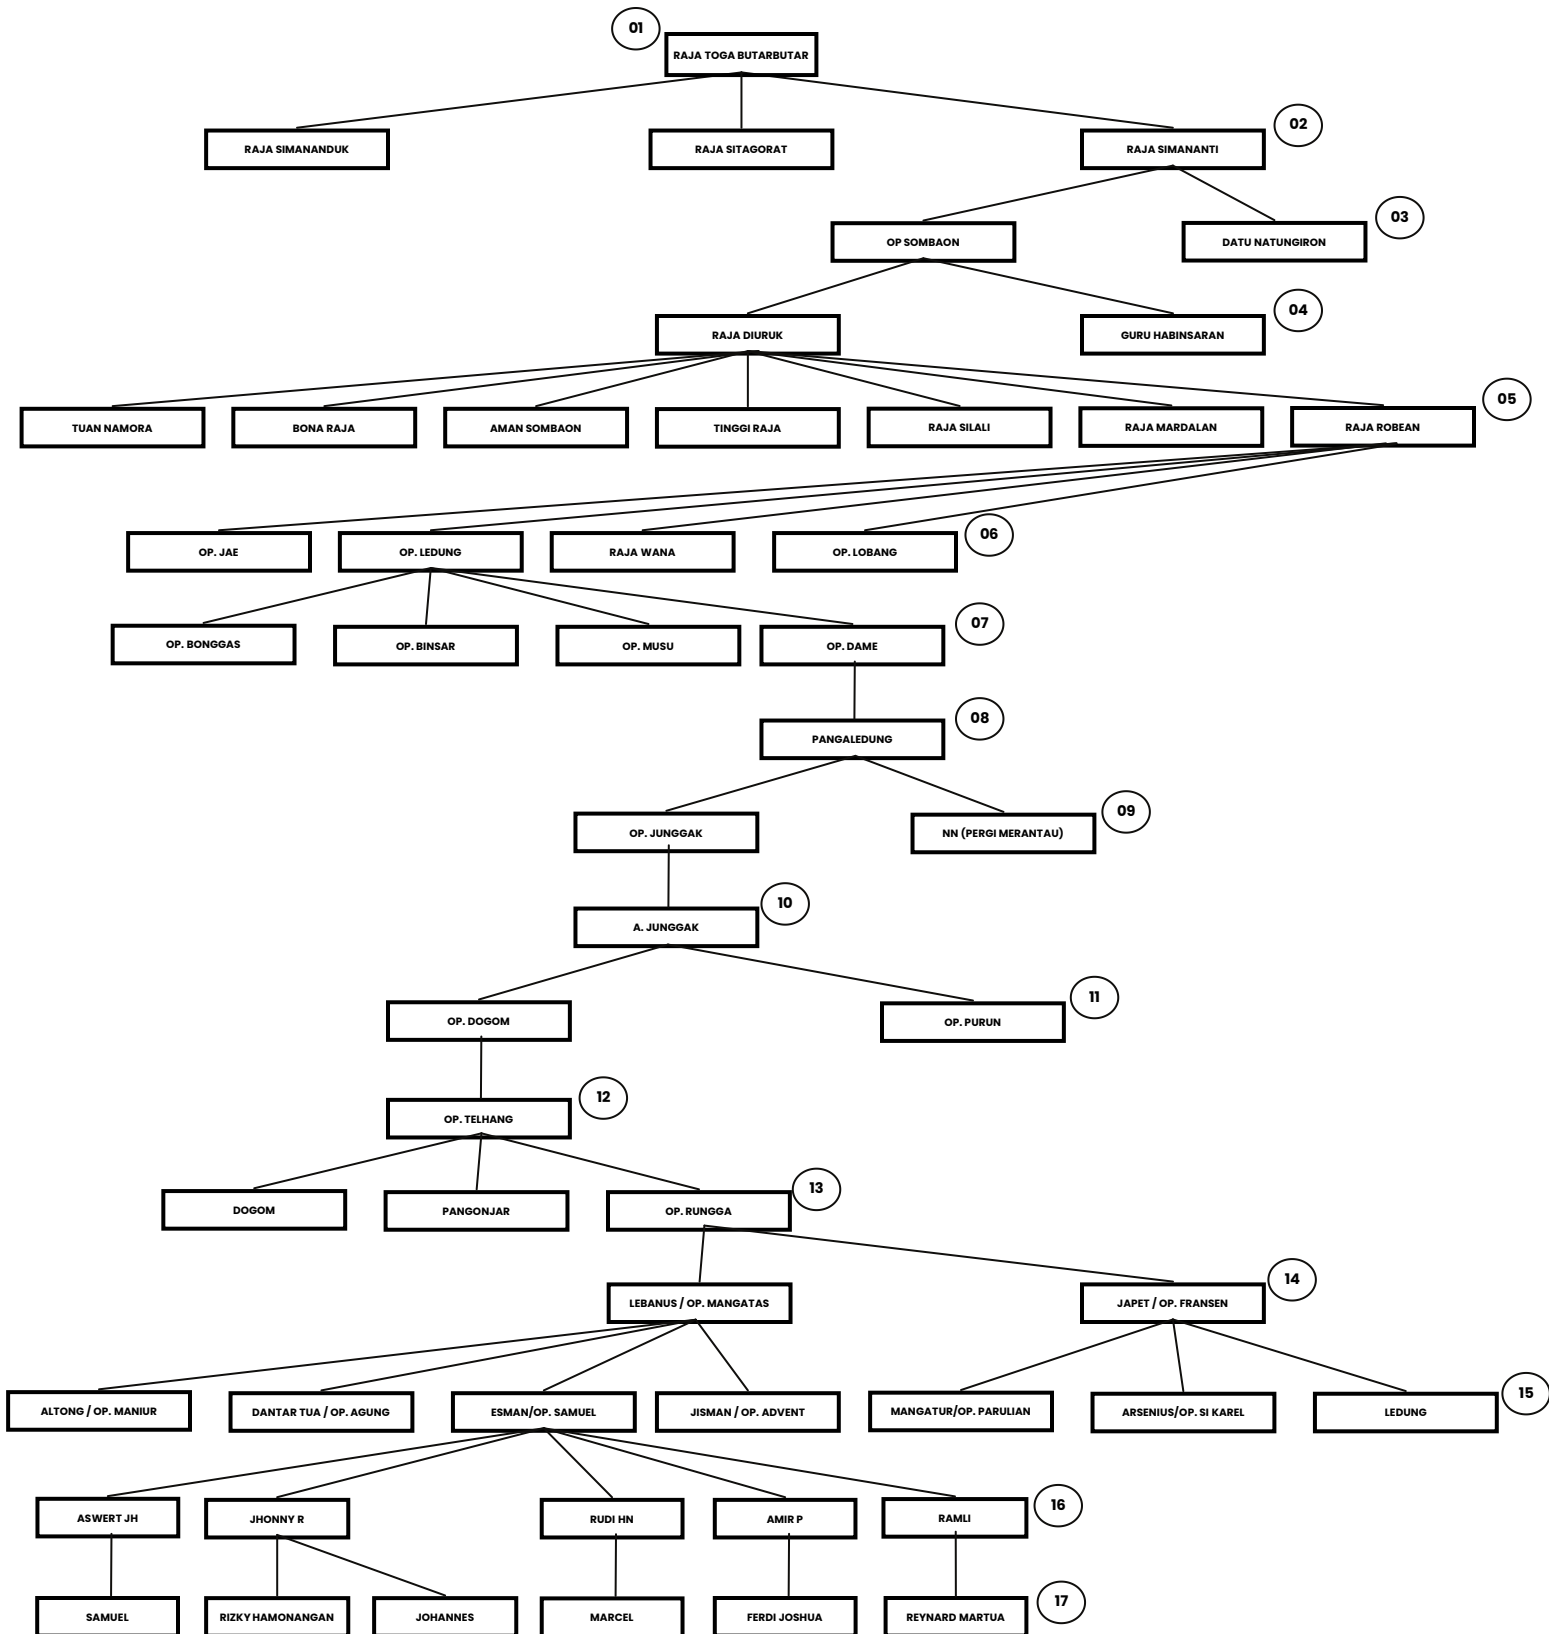 01
RAJA TOGA BUTARBUTAR
02
RAJA SIMANANDUK
RAJA SITAGORAT
RAJA SIMANANTI
03
OP SOMBAON
DATU NATUNGIRON
04
RAJA DIURUK
GURU HABINSARAN
05
TUAN NAMORA
BONA RAJA
AMAN SOMBAON
TINGGI RAJA
RAJA SILALI
RAJA MARDALAN
RAJA ROBEAN
06
OP. JAE
OP. LEDUNG
RAJA WANA
OP. LOBANG
07
OP. BONGGAS
OP. BINSAR
OP. MUSU
OP. DAME
08
PANGALEDUNG
09
OP. JUNGGAK
NN (PERGI MERANTAU)
10
A. JUNGGAK
11
OP. DOGOM
OP. PURUN
12
OP. TELHANG
13
DOGOM
PANGONJAR
OP. RUNGGA
14
LEBANUS / OP. MANGATAS
JAPET / OP. FRANSEN
15
ALTONG / OP. MANIUR
DANTAR TUA / OP. AGUNG
ESMAN/OP. SAMUEL
JISMAN / OP. ADVENT
MANGATUR/OP. PARULIAN
ARSENIUS/OP. SI KAREL
LEDUNG
16
ASWERT JH
JHONNY R
RUDI HN
AMIR P
RAMLI
17
SAMUEL
RIZKY HAMONANGAN
JOHANNES
MARCEL
FERDI JOSHUA
REYNARD MARTUA